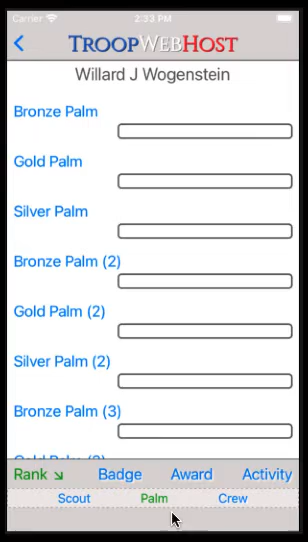 Carrier 2:33 PM
TROOPWEBHOST
Willard J Wogenstein
Bronze Palm
Gold Palm
Silver Palm
Bronze Palm (2)
Gold Palm (2)
Silver Palm (2)
Bronze Palm (3)
Rank ↘ Badge Award Activity
Scout Palm Crew